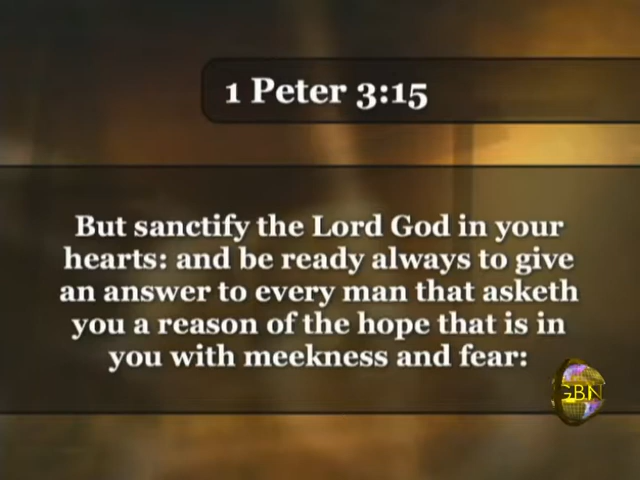 1 Peter 3:15
But sanctify the Lord God in your
hearts: and be ready always to give
an answer to every man that asketh
you a reason of the hope that is in
you with meekness and fear:
GBN